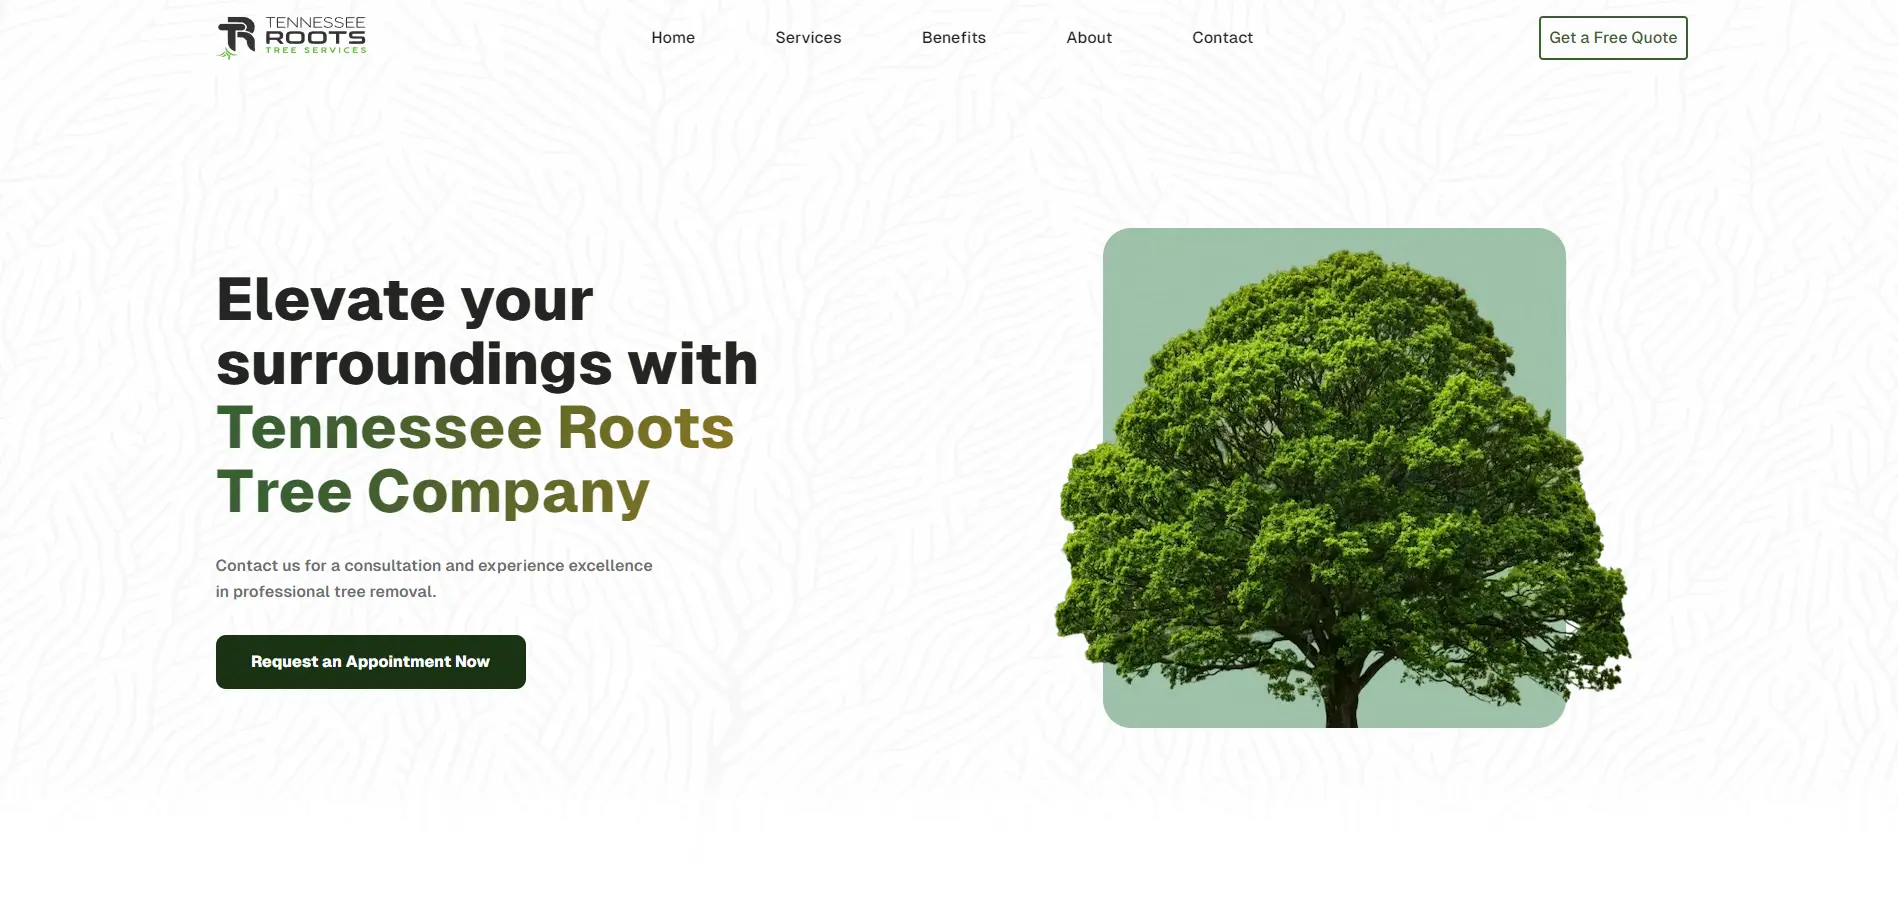 TENNESSEE
ROOTS
TREE SERVICES
Home
Services
Benefits
About
Contact
Get a Free Quote
Elevate your
surroundings with
Tennessee Roots
Tree Company
Contact us for a consultation and experience excellence
in professional tree removal.
Request an Appointment Now